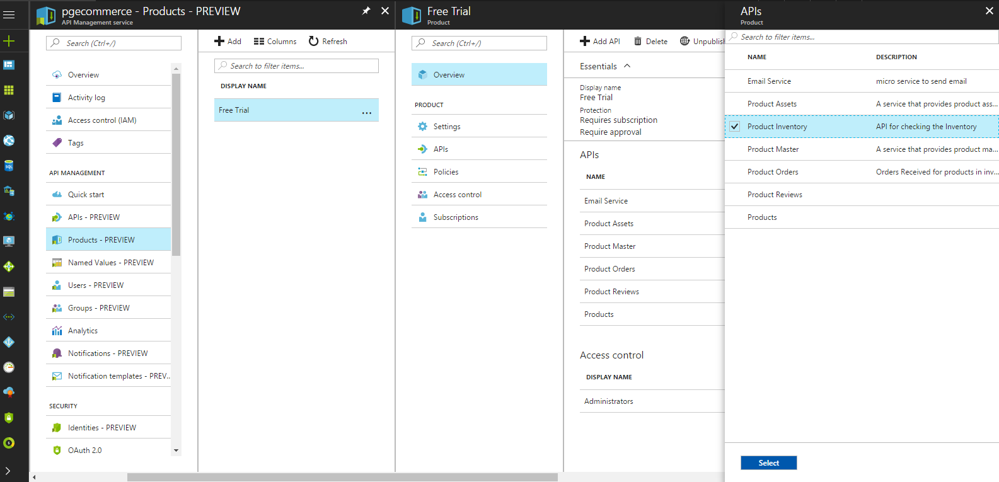 pgecommerce - Products - PREVIEW
API Management service
Search (Ctrl+/)
Overview
Activity log
Access control (IAM)
Tags
API MANAGEMENT
Quick start
APIs - PREVIEW
Products - PREVIEW
Named Values - PREVIEW
Users - PREVIEW
Groups - PREVIEW
Analytics
Notifications - PREVIEW
Notification templates - PREV...
SECURITY
Identities - PREVIEW
OAuth 2.0
Add Columns Refresh
Search to filter items...
DISPLAY NAME
Free Trial ...
Free Trial
Product
Search (Ctrl+/)
Overview
PRODUCT
Settings
APIs
Policies
Access control
Subscriptions
Add API Delete Unpublish
Essentials
Display name
Free Trial
Protection
Requires subscription
Require approval
APIs
NAME
Email Service
Product Assets
Product Master
Product Orders
Product Reviews
Products
Access control
DISPLAY NAME
Administrators
APIs
Product
Search to filter items...
NAME DESCRIPTION
Email Service micro service to send email
Product Assets A service that provides product ass...
Product Inventory API for checking the Inventory
Product Master A service that provides product ma...
Product Orders Orders Received for products in inv...
Product Reviews
Products
Select
SQL